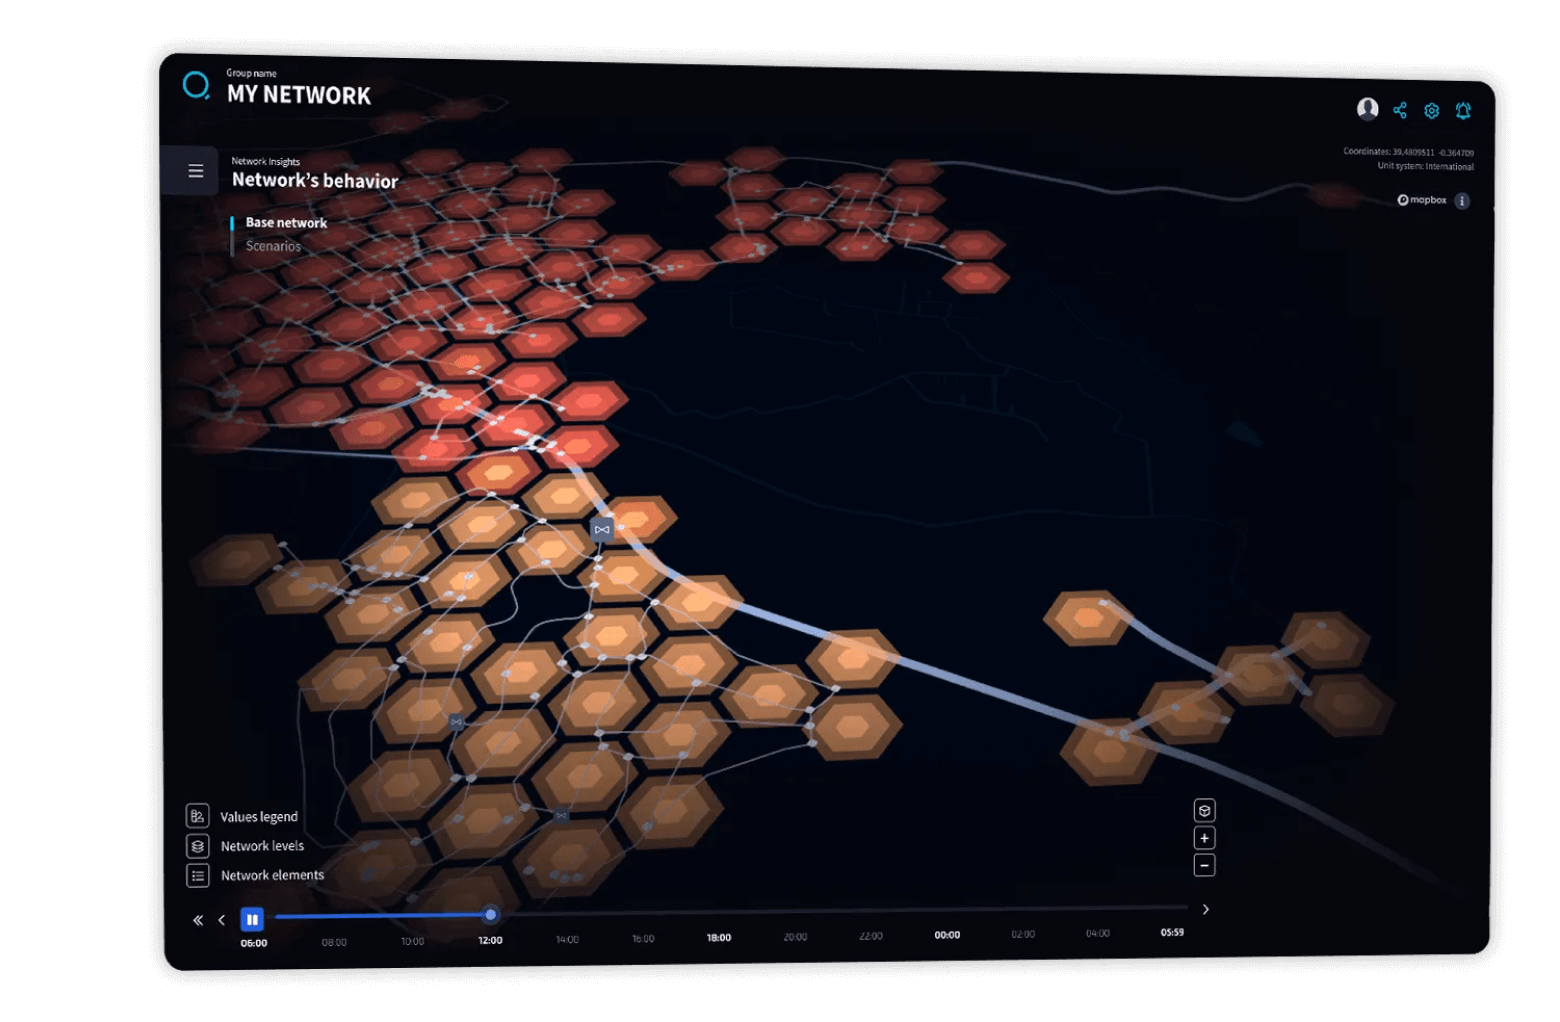 Group name
MY NETWORK
Network Insights
Network's behavior
Base network
Scenarios
Coordinates: 39,4809511 -0,364709
Unit system: International
mapbox i
Values legend
Network levels
Network elements
06:00 08:00 10:00 12:00 14:00 16:00 18:00 20:00 22:00 00:00 02:00 04:00 05:59